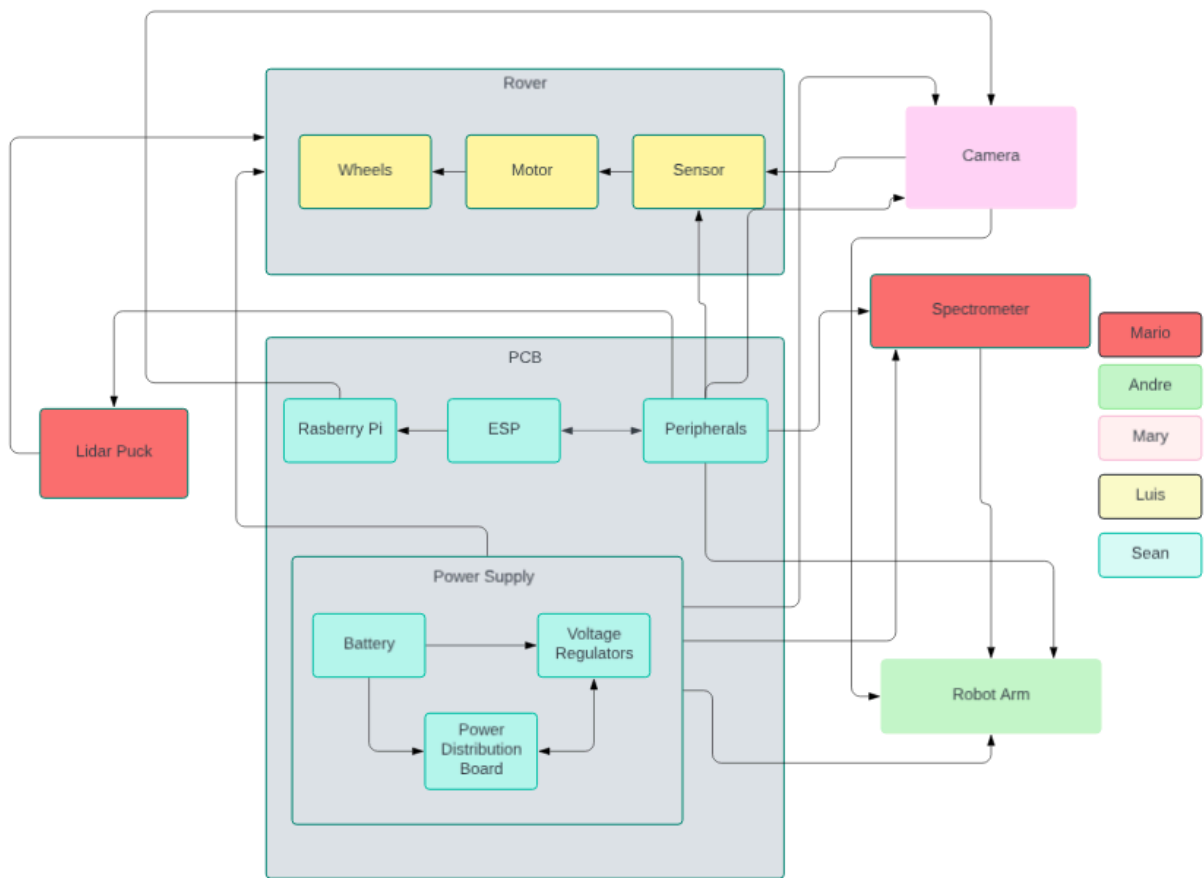 Rover
Wheels
Motor
Sensor
Camera
Spectrometer
Mario
Andre
Mary
Luis
Sean
PCB
Rasberry Pi
ESP
Peripherals
Lidar Puck
Power Supply
Battery
Voltage
Regulators
Power
Distribution
Board
Robot Arm